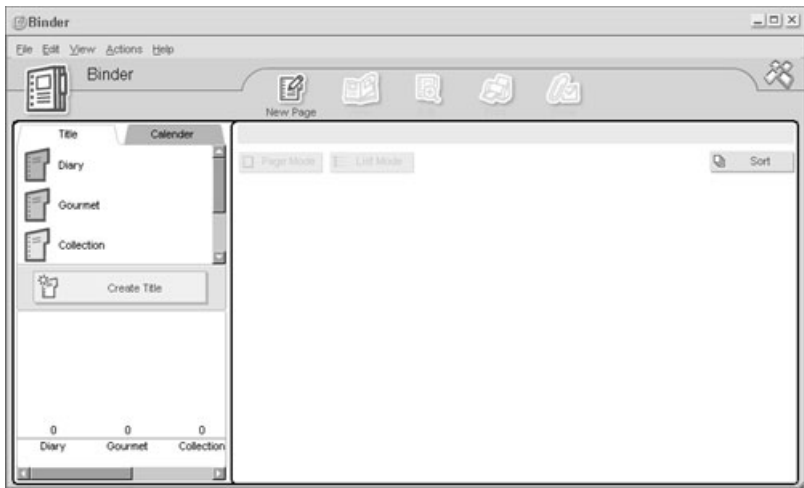 Binder
File Edit View Actions Help
Binder
New Page
Title Calender
Diary
Gourmet
Collection
Create Title
Page Mode List Mode Sort
0 0 0
Diary Gourmet Collection